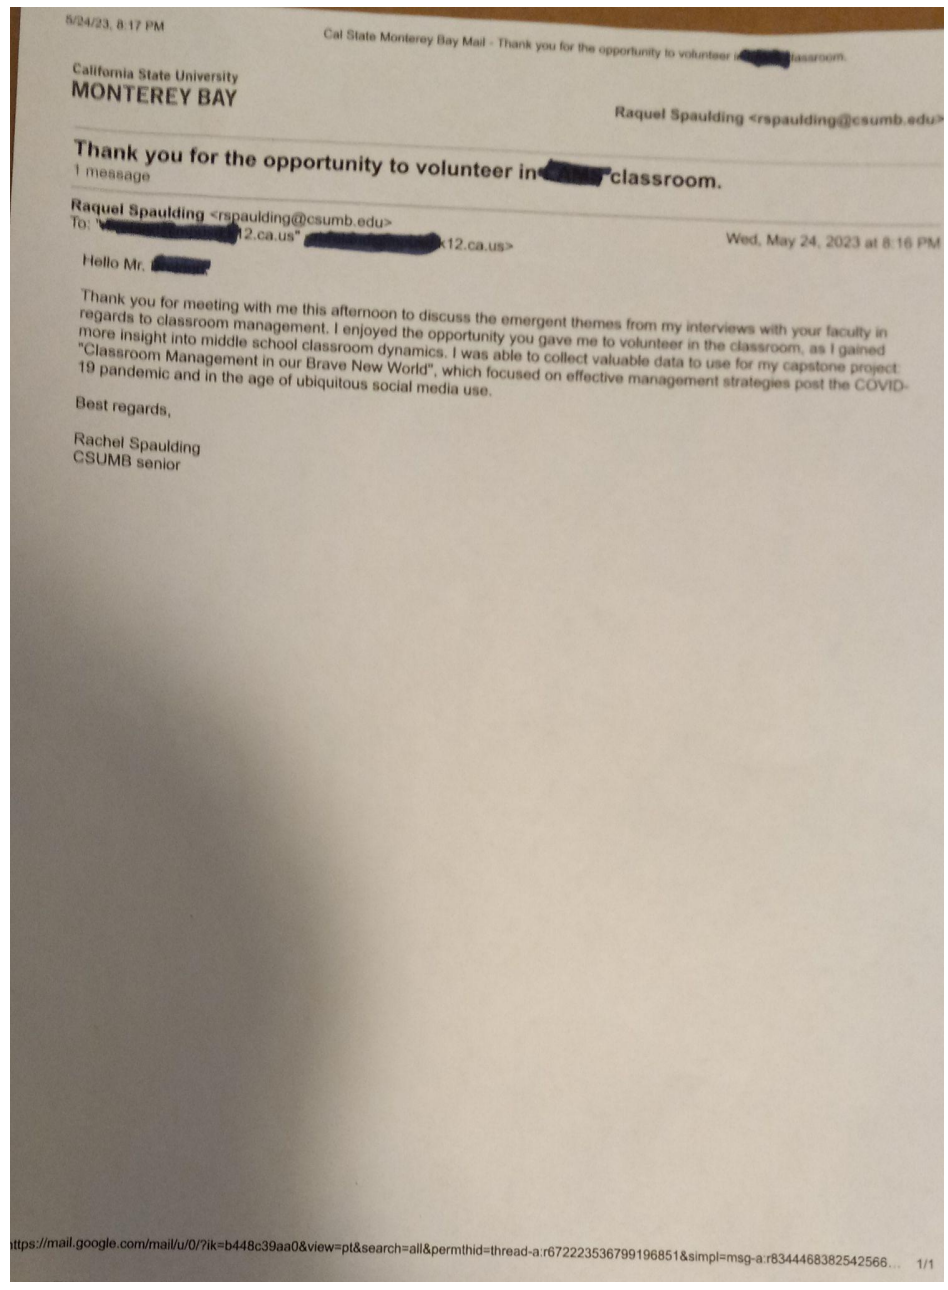 5/24/23, 8:17 PM
Cal State Monterey Bay Mail - Thank you for the opportunity to volunteer lassroom.
California State University
MONTEREY BAY
Raquel Spaulding <rspaulding@csumb.edu>
Thank you for the opportunity to volunteer in classroom.
1 message
Raquel Spaulding <rspaulding@csumb.edu>
Wed, May 24, 2023 at 8:16 PM
To: " 12.ca.us" k12.ca.us>
Hello Mr.
Thank you for meeting with me this afternoon to discuss the emergent themes from my interviews with your faculty in
regards to classroom management. I enjoyed the opportunity you gave me to volunteer in the classroom, as I gained
more insight into middle school classroom dynamics. I was able to collect valuable data to use for my capstone project:
"Classroom Management in our Brave New World", which focused on effective management strategies post the COVID-
19 pandemic and in the age of ubiquitous social media use.
Best regards,
Rachel Spaulding
CSUMB senior
ttps://mail.google.com/mail/u/0/?ik=b448c39aa0&view=pt&search=all&permthid=thread-a:r672223536799196851&simpl=msg-a:r8344468382542566... 1/1